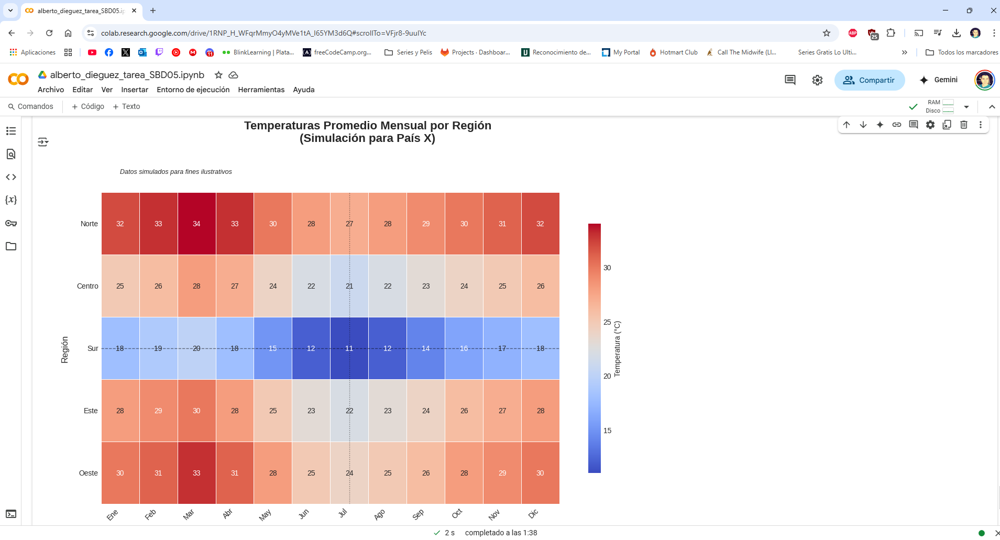 alberto_dieguez_tarea_SBD05.ip
colab.research.google.com/drive/1RNP_H_WFqrMmyO4yMVe1tA_I65YM3d6Q#scrollTo=VFjr8-9uuIYc
ABP
25
Aplicaciones
11
BlinkLearning | Plata...
freeCodeCamp.org...
Series y Pelis
Projects · Dashboar...
Reconocimiento de...
My Portal
Hotmart Club
Call The Midwife (Ll...
Series Gratis Lo Ulti...
Todos los marcadores
alberto_dieguez_tarea_SBD05.ipynb
Compartir
Gemini
Archivo Editar Ver Insertar Entorno de ejecución Herramientas Ayuda
Comandos
+ Código
+ Texto
RAM
Disco
Temperaturas Promedio Mensual por Región
(Simulación para País X)
Datos simulados para fines ilustrativos
Norte 32 33 34 33 30 28 27 28 29 30 31 32
Centro 25 26 28 27 24 22 21 22 23 24 25 26
Sur 18 19 20 18 15 12 11 12 14 16 17 18
Este 28 29 30 28 25 23 22 23 24 26 27 28
Oeste 30 31 33 31 28 25 24 25 26 28 29 30
Región
Ene Feb Mar Abr May Jun Jul Ago Sep Oct Nov Dic
30
25
20
15
Temperatura (°C)
2 s completado a las 1:38